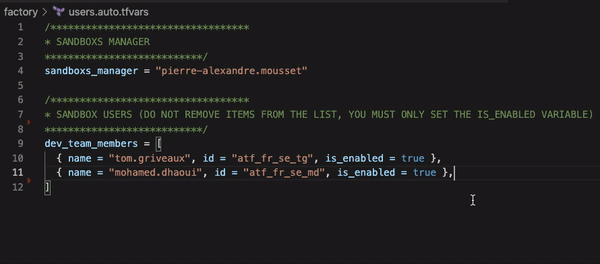 factory > users.auto.tfvars
1 /*********************************
2 * SANDBOXS MANAGER
3 **************************/
4 sandboxs_manager = "pierre-alexandre.mousset"
5
6 /*********************************
7 * SANDBOX USERS (DO NOT REMOVE ITEMS FROM THE LIST, YOU MUST ONLY SET THE IS_ENABLED VARIABLE)
8 **************************/
9 dev_team_members = [
10 { name = "tom.griveaux", id = "atf_fr_se_tg", is_enabled = true },
11 { name = "mohamed.dhaoui", id = "atf_fr_se_md", is_enabled = true },
12 ]